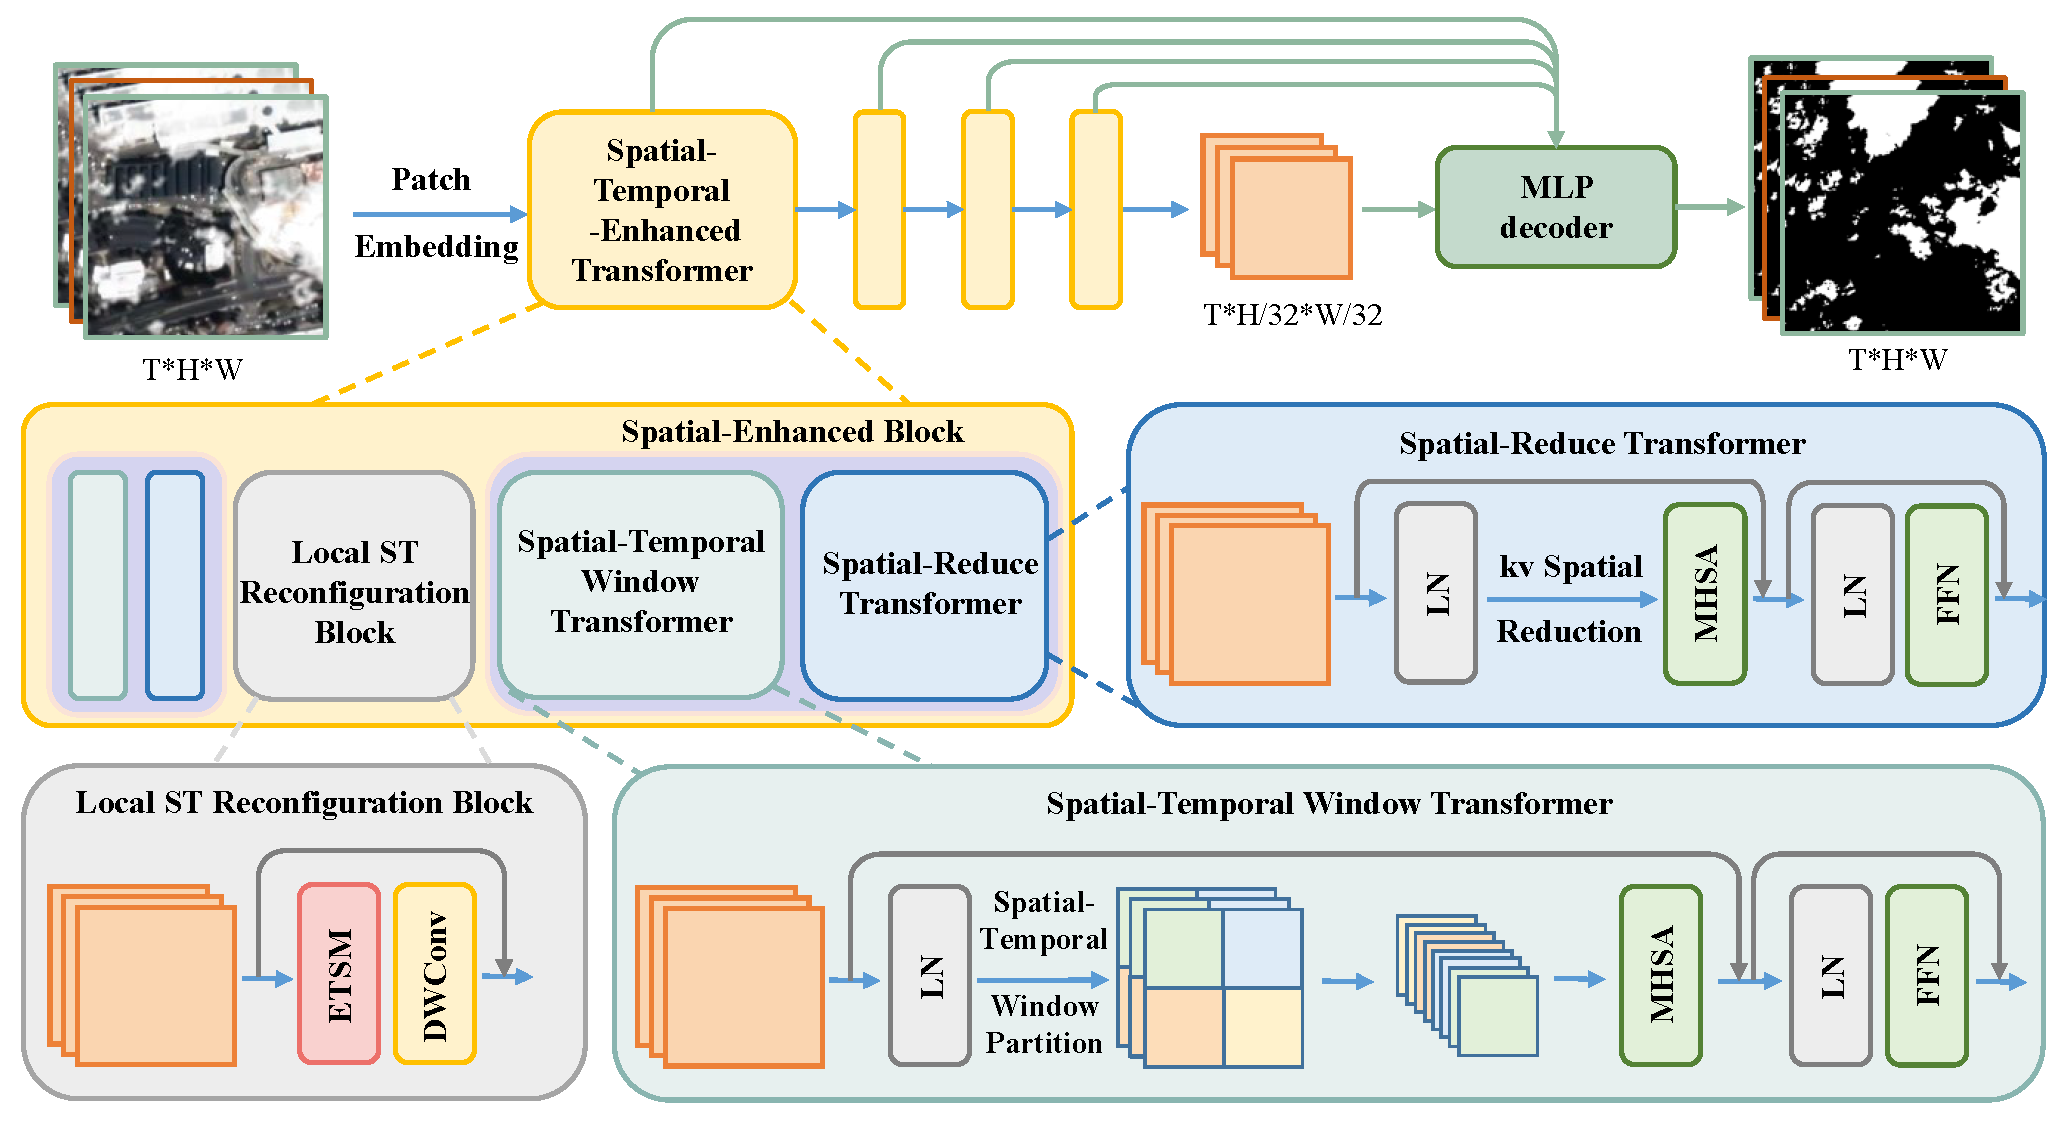 Patch
Embedding
Spatial-
Temporal
-Enhanced
Transformer
MLP
decoder
T*H*W
T*H/32*W/32
T*H*W
Spatial-Enhanced Block
Local ST
Reconfiguration
Block
Spatial-Temporal
Window
Transformer
Spatial-Reduce
Transformer
Spatial-Reduce Transformer
LN
kv Spatial
Reduction
MHSA
LN
FFN
Local ST Reconfiguration Block
ETSM
DWConv
Spatial-Temporal Window Transformer
LN
Spatial-
Temporal
Window
Partition
MHSA
LN
FFN